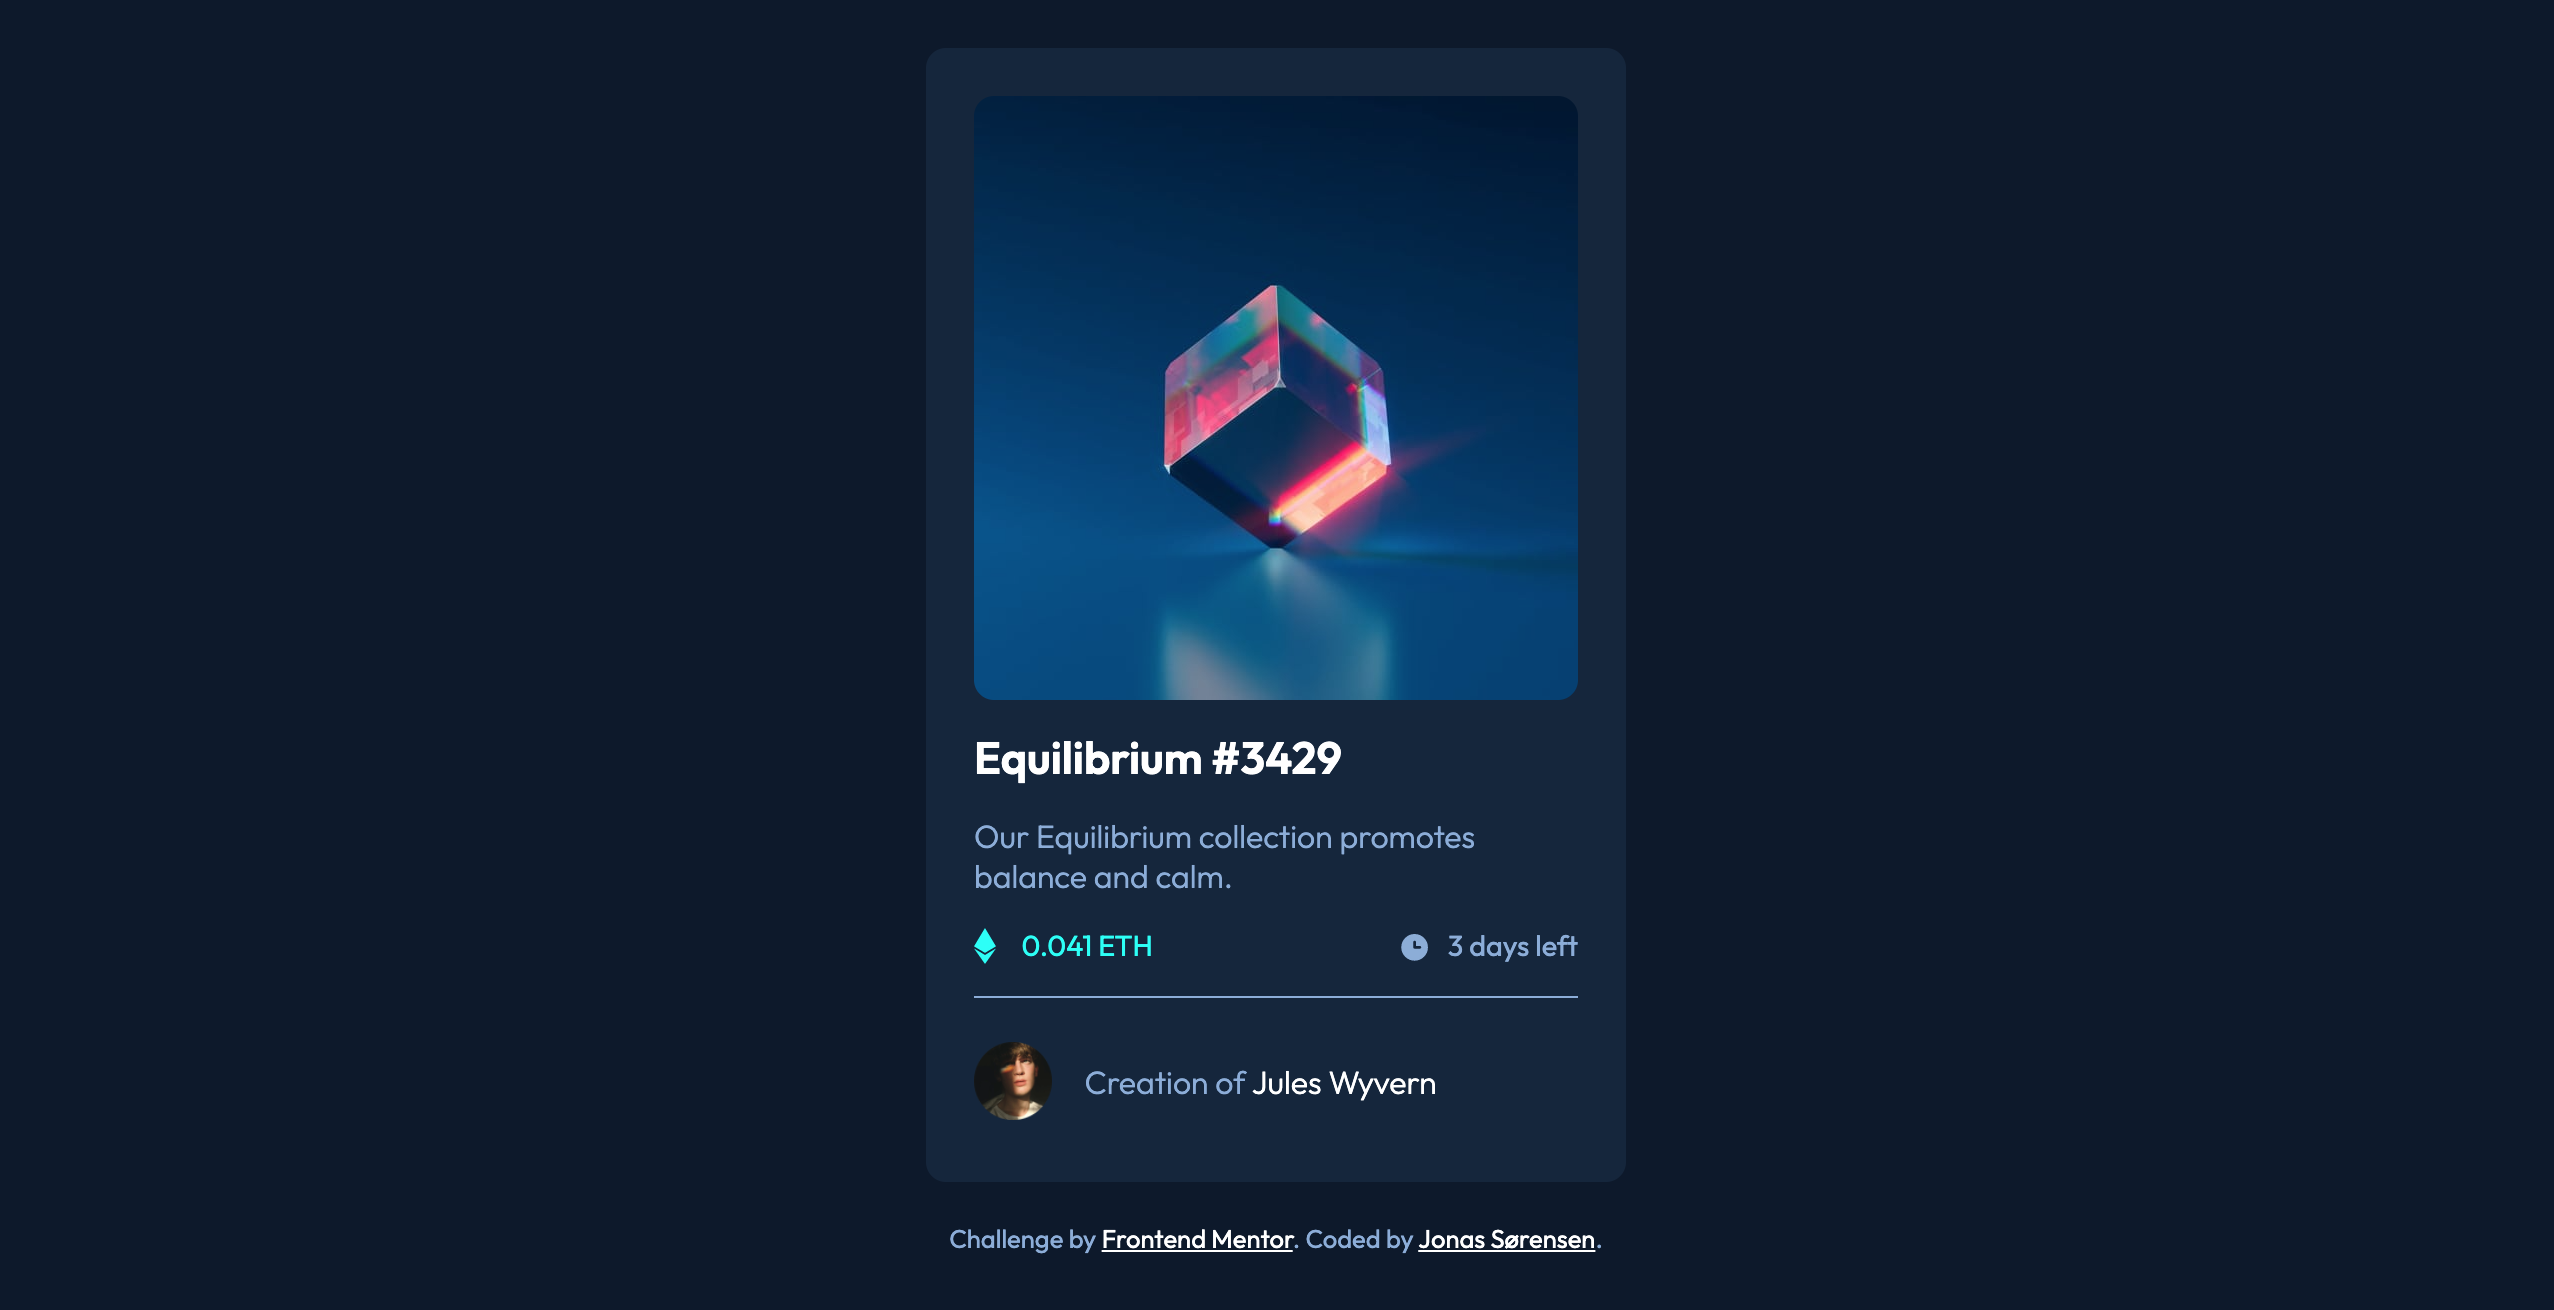 Equilibrium #3429
Our Equilibrium collection promotes
balance and calm.
0.041 ETH
3 days left
Creation of Jules Wyvern
Challenge by Frontend Mentor. Coded by Jonas Sørensen.